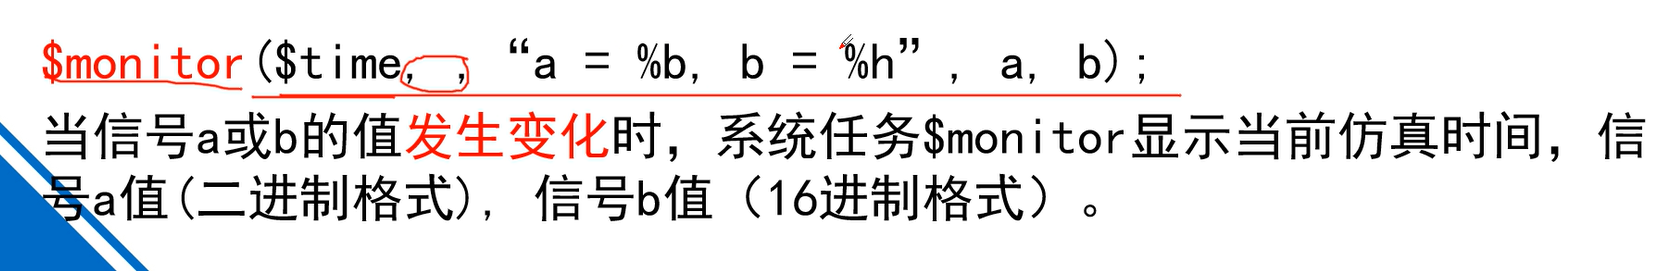 $monitor($time, , “a = %b, b = %h”, a, b);
当信号a或b的值发生变化时，系统任务$monitor显示当前仿真时间，信
号a值(二进制格式), 信号b值（16进制格式）。